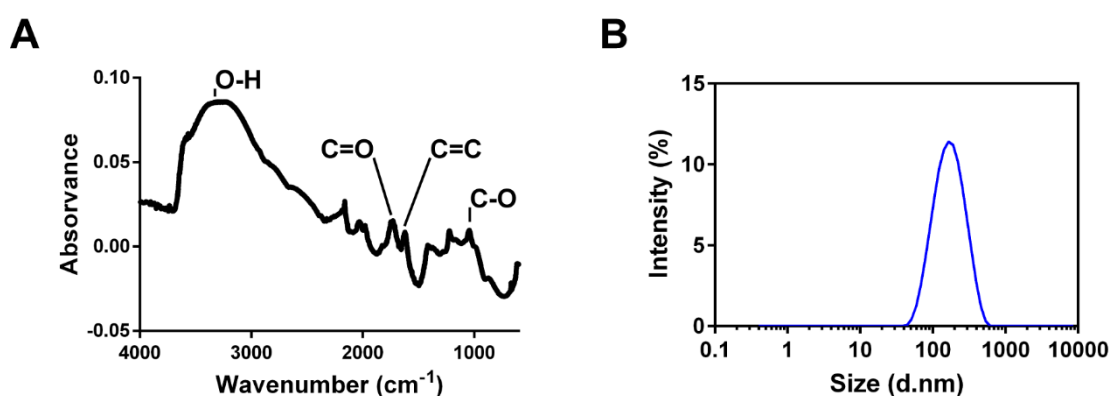 A
B
Absorvance
0.10
0.05
0.00
-0.05
O-H
C=O
C=C
C-O
4000 3000 2000 1000
Wavenumber (cm⁻¹)
Intensity (%)
15
10
5
0
0.1 1 10 100 1000 10000
Size (d.nm)